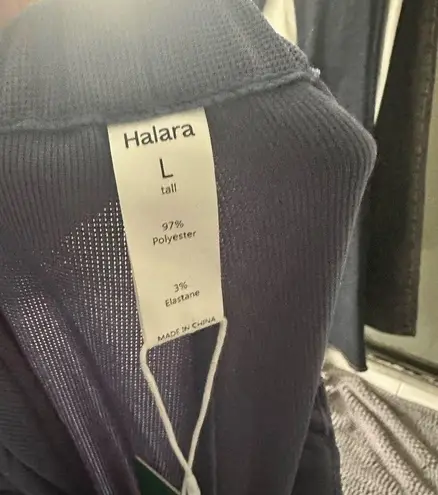 Halara
L
tall
97%
Polyester
3%
Elastane
MADE IN CHINA